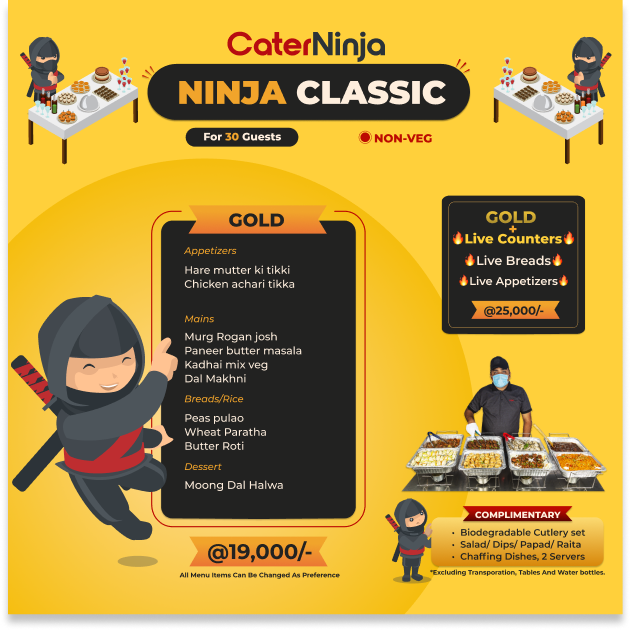 CaterNinja
NINJA CLASSIC
For 30 Guests
NON-VEG
GOLD
Appetizers
Hare mutter ki tikki
Chicken achari tikka
Mains
Murg Rogan josh
Paneer butter masala
Kadhai mix veg
Dal Makhni
Breads/Rice
Peas pulao
Wheat Paratha
Butter Roti
Dessert
Moong Dal Halwa
@19,000/-
All Menu Items Can Be Changed As Preference
GOLD
+
🔥Live Counters🔥
🔥Live Breads🔥
🔥Live Appetizers🔥
@25,000/-
COMPLIMENTARY
• Biodegradable Cutlery set
• Salad/ Dips/ Papad/ Raita
• Chaffing Dishes, 2 Servers
*Excluding Transporation, Tables And Water bottles.